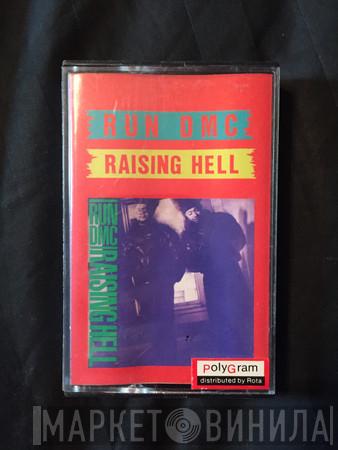 RUN DMC
RAISING HELL
RUN
DMC
RAISING HELL
PolyGram
distributed by Rota
МАРКЕТ ВИНИЛА